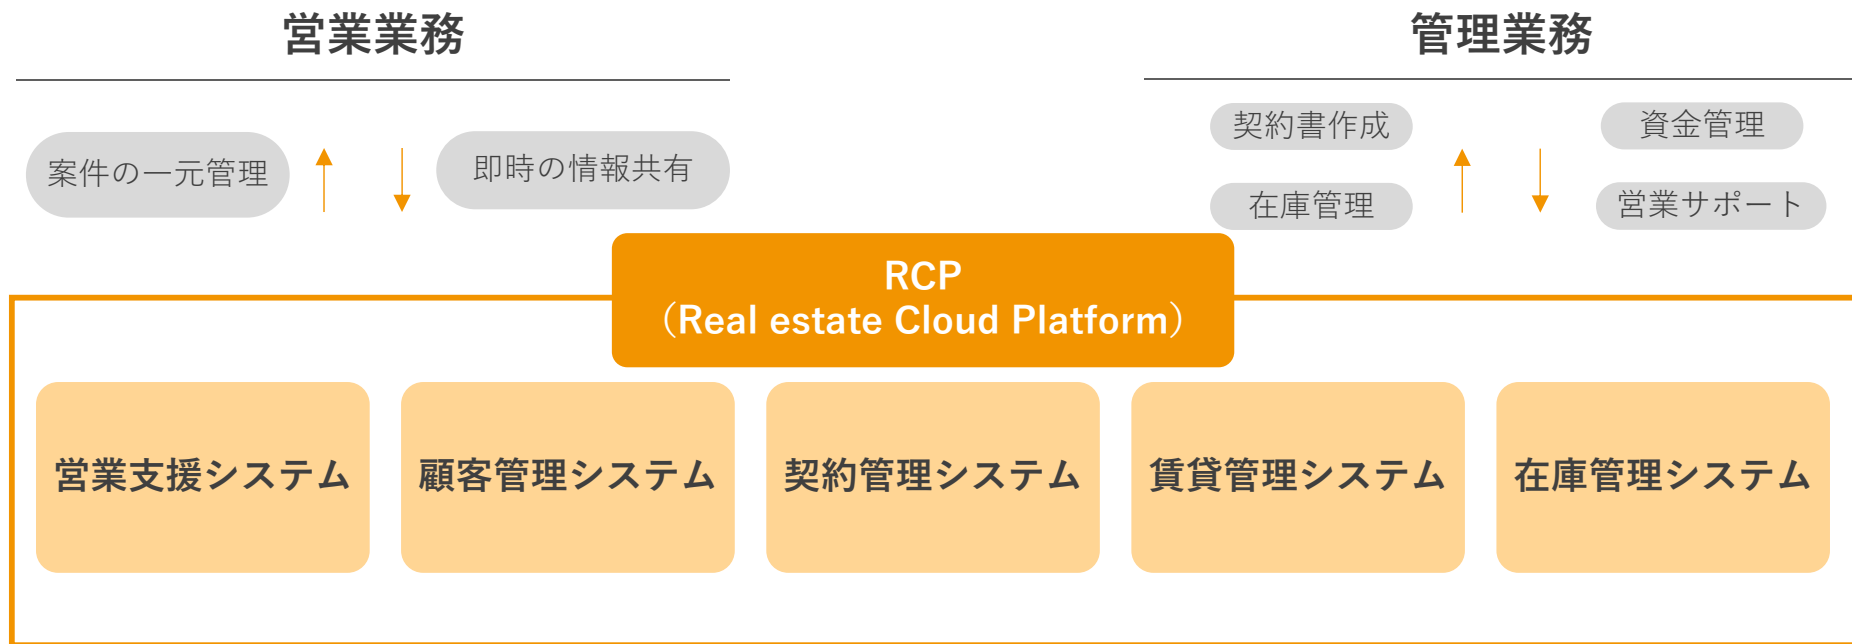 営業業務
管理業務
案件の一元管理
即時の情報共有
契約書作成
資金管理
在庫管理
営業サポート
RCP
（Real estate Cloud Platform）
営業支援システム
顧客管理システム
契約管理システム
賃貸管理システム
在庫管理システム